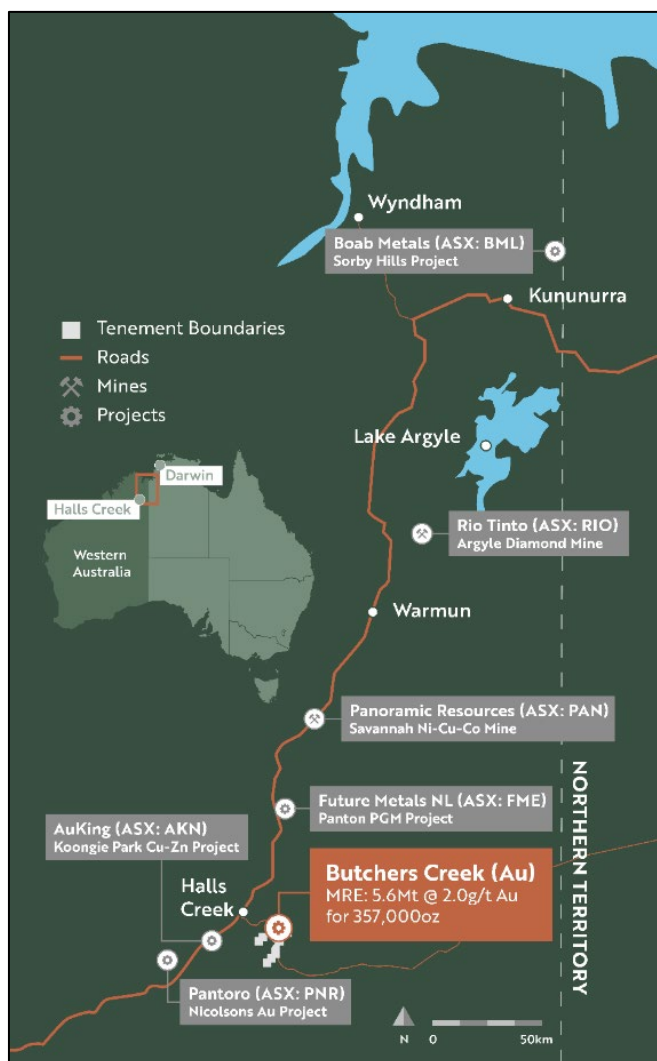 Wyndham
Boab Metals (ASX: BML)
Sorby Hills Project
Kununurra
Tenement Boundaries
Roads
Mines
Projects
Lake Argyle
Darwin
Halls Creek
Western
Australia
Rio Tinto (ASX: RIO)
Argyle Diamond Mine
Warmun
Panoramic Resources (ASX: PAN)
Savannah Ni-Cu-Co Mine
NORTHERN TERRITORY
Future Metals NL (ASX: FME)
Panton PGM Project
AuKing (ASX: AKN)
Koongie Park Cu-Zn Project
Butchers Creek (Au)
MRE: 5.6Mt @ 2.0g/t Au
for 357,000oz
Halls
Creek
Pantoro (ASX: PNR)
Nicolsons Au Project
N
0 50km